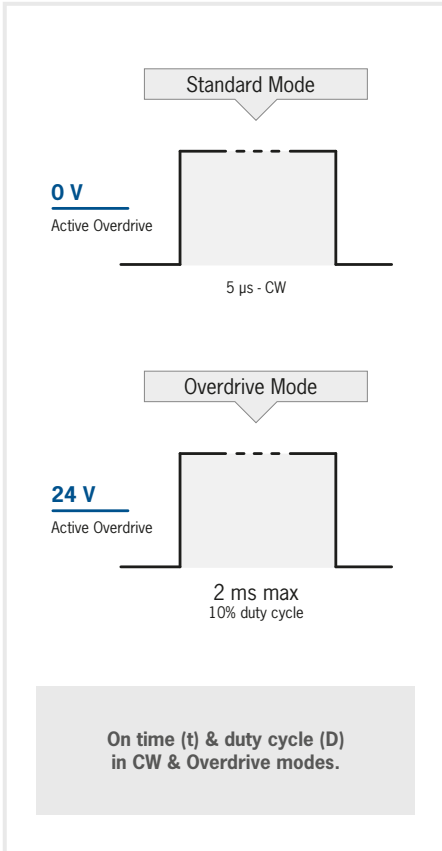 Standard Mode
0 V
Active Overdrive
5 µs - CW
Overdrive Mode
24 V
Active Overdrive
2 ms max
10% duty cycle
On time (t) & duty cycle (D)
in CW & Overdrive modes.